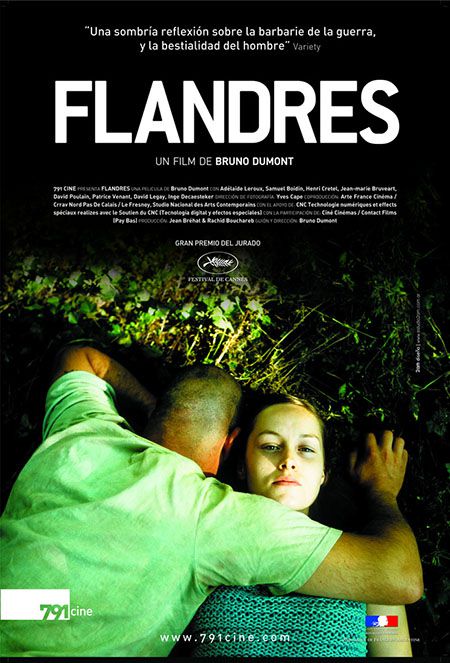 “Una sombría reflexión sobre la barbarie de la guerra,
y la bestialidad del hombre” Variety
FLANDRES
UN FILM DE BRUNO DUMONT
791 CINE PRESENTA FLANDRES UNA PELICULA DE Bruno Dumont CON Adélaïde Leroux, Samuel Boidin, Henri Cretel, Jean-marie Bruveart,
David Poulain, Patrice Venant, David Legay, Inge Decaesteker DIRECCIÓN DE FOTOGRAFÍA: Yves Cape COPRODUCCIÓN: Arte France Cinéma /
Crrav Nord Pas De Calais / Le Fresnoy, Studio Nacional des Arts Contemporains CON EL APOYO DE: CNC Technologie numériques et effects
spéciaux realizes avec le Soutien du CNC (Tecnología digital y efectos especiales) CON LA PARTICIPACIÓN DE: Ciné Cinémas / Contact Films
(Pay Bas) PRODUCCIÓN: Jean Bréhat & Rachid Bouchareb GUIÓN Y DIRECCIÓN: Bruno Dumont
GRAN PREMIO DEL JURADO
FESTIVAL DE CANNES
791cine
www.791cine.com